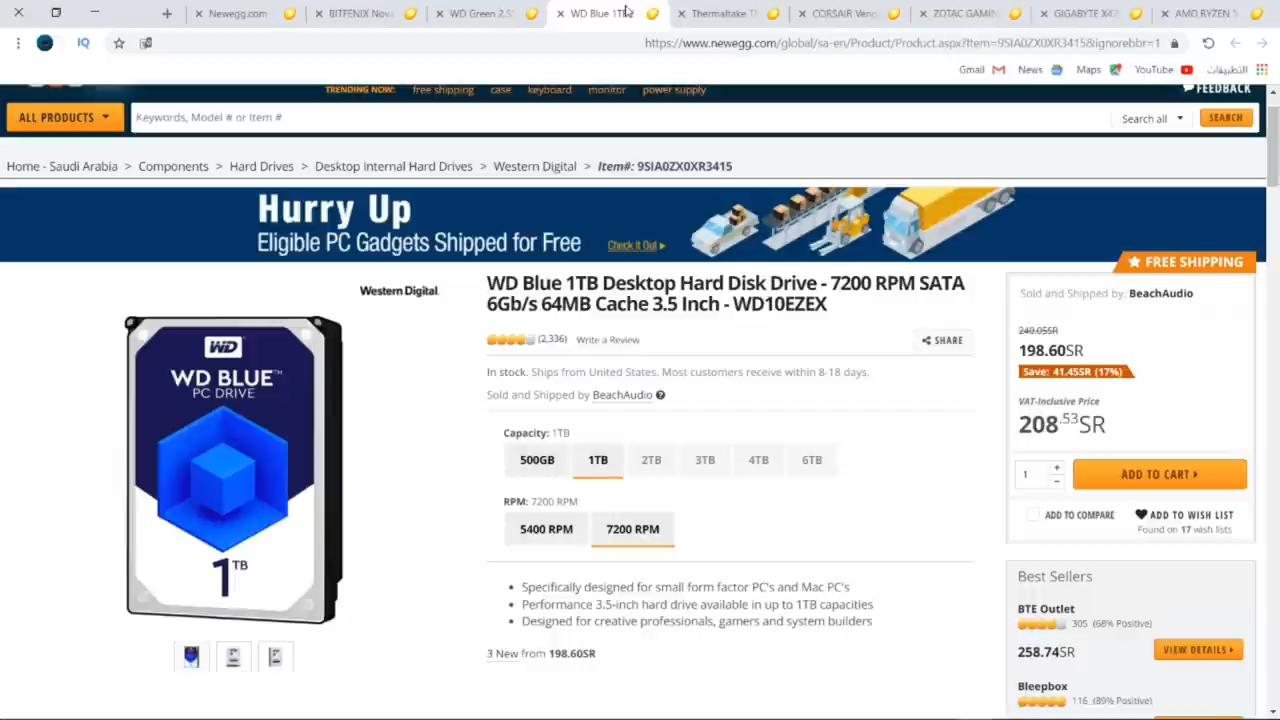 Newegg.com
BITFENIX Nova
WD Green 2.5
WD Blue 1TB
Thermaltake
CORSAIR Veng
ZOTAC GAMIN
GIGABYTE X47
AMD RYZEN 5
IQ
https://www.newegg.com/global/sa-en/Product/Product.aspx?Item=9SIA0ZX0XR3415&ignorebbr=1
Gmail News Maps YouTube التطبيقات
TRENDING NOW: free shipping case keyboard monitor power supply
FEEDBACK
ALL PRODUCTS
Keywords, Model # or Item #
Search all
SEARCH
Home - Saudi Arabia > Components > Hard Drives > Desktop Internal Hard Drives > Western Digital > Item#: 9SIA0ZX0XR3415
Hurry Up
Eligible PC Gadgets Shipped for Free
Check It Out
FREE SHIPPING
Western Digital.
WD
WD BLUE™
PC DRIVE
1TB
WD Blue 1TB Desktop Hard Disk Drive - 7200 RPM SATA
6Gb/s 64MB Cache 3.5 Inch - WD10EZEX
(2,336) Write a Review
SHARE
In stock. Ships from United States. Most customers receive within 8-18 days.
Sold and Shipped by BeachAudio
Capacity: 1TB
500GB 1TB 2TB 3TB 4TB 6TB
RPM: 7200 RPM
5400 RPM 7200 RPM
• Specifically designed for small form factor PC's and Mac PC's
• Performance 3.5-inch hard drive available in up to 1TB capacities
• Designed for creative professionals, gamers and system builders
3 New from 198.60SR
Sold and Shipped by: BeachAudio
240.05SR
198.60SR
Save: 41.45SR (17%)
VAT-Inclusive Price
208.53SR
1
ADD TO CART
ADD TO COMPARE
ADD TO WISH LIST
Found on 17 wish lists
Best Sellers
BTE Outlet
305 (68% Positive)
258.74SR
VIEW DETAILS
Bleepbox
116 (89% Positive)